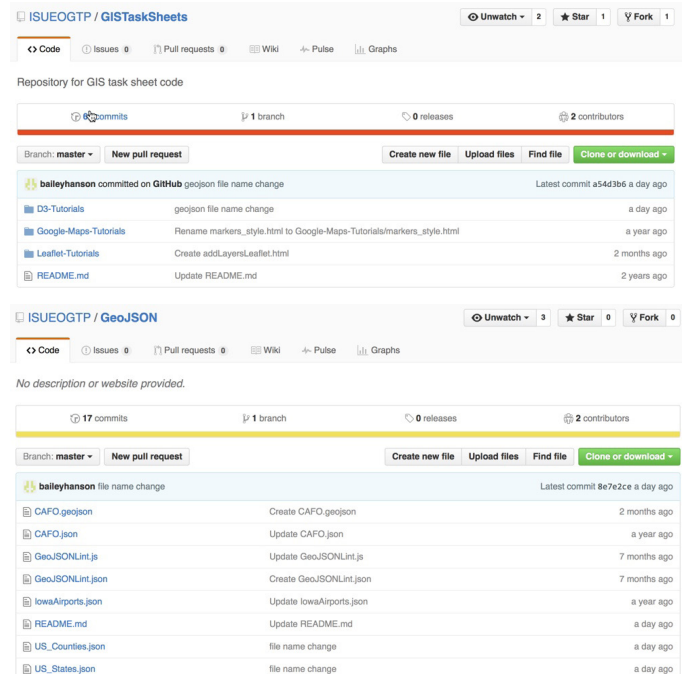 ISUEOGTP / GISTaskSheets Unwatch 2 Star 1 Fork 1
Code Issues 0 Pull requests 0 Wiki Pulse Graphs
Repository for GIS task sheet code
commits 1 branch 0 releases 2 contributors
Branch: master New pull request Create new file Upload files Find file Clone or download
baileyhanson committed on GitHub geojson file name change Latest commit a54d3b6 a day ago
D3-Tutorials geojson file name change a day ago
Google-Maps-Tutorials Rename markers_style.html to Google-Maps-Tutorials/markers_style.html a year ago
Leaflet-Tutorials Create addLayersLeaflet.html 2 months ago
README.md Update README.md 2 years ago
ISUEOGTP / GeoJSON Unwatch 3 Star 0 Fork 0
Code Issues 0 Pull requests 0 Wiki Pulse Graphs
No description or website provided.
17 commits 1 branch 0 releases 2 contributors
Branch: master New pull request Create new file Upload files Find file Clone or download
baileyhanson file name change Latest commit 8e7e2ce a day ago
CAFO.geojson Create CAFO.geojson 2 months ago
CAFO.json Update CAFO.json a year ago
GeoJSONLint.js Update GeoJSONLint.js 7 months ago
GeoJSONLint.json Create GeoJSONLint.json 7 months ago
IowaAirports.json Update IowaAirports.json a year ago
README.md Update README.md a day ago
US_Counties.json file name change a day ago
US_States.json file name change a day ago